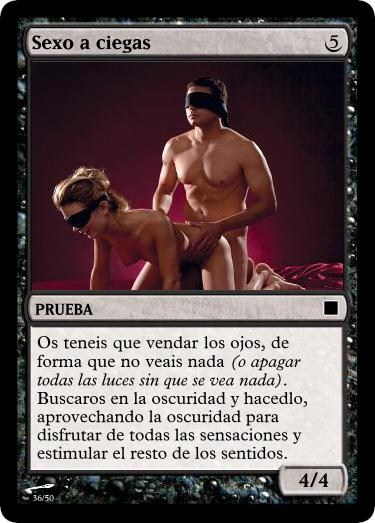 Sexo a ciegas
5
PRUEBA
Os teneis que vendar los ojos, de
forma que no veais nada (o apagar
todas las luces sin que se vea nada).
Buscaros en la oscuridad y hacedlo,
aprovechando la oscuridad para
disfrutar de todas las sensaciones y
estimular el resto de los sentidos.
4/4
36/50